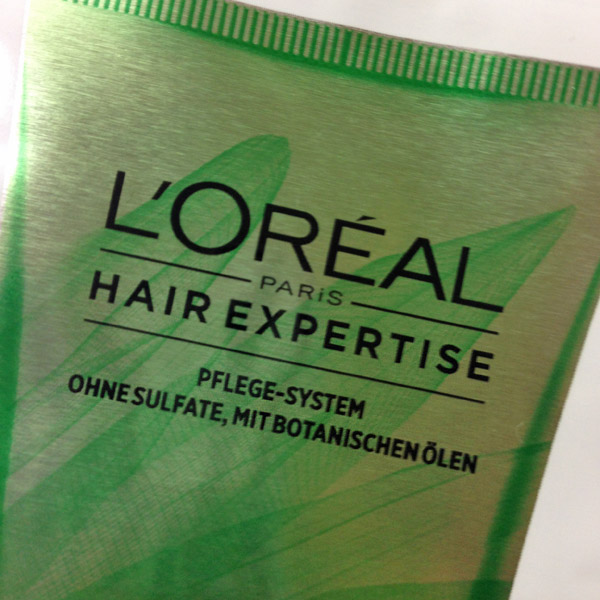 L'ORÉAL
PARiS
HAIR EXPERTISE
PFLEGE-SYSTEM
OHNE SULFATE, MIT BOTANISCHEN ÖLEN